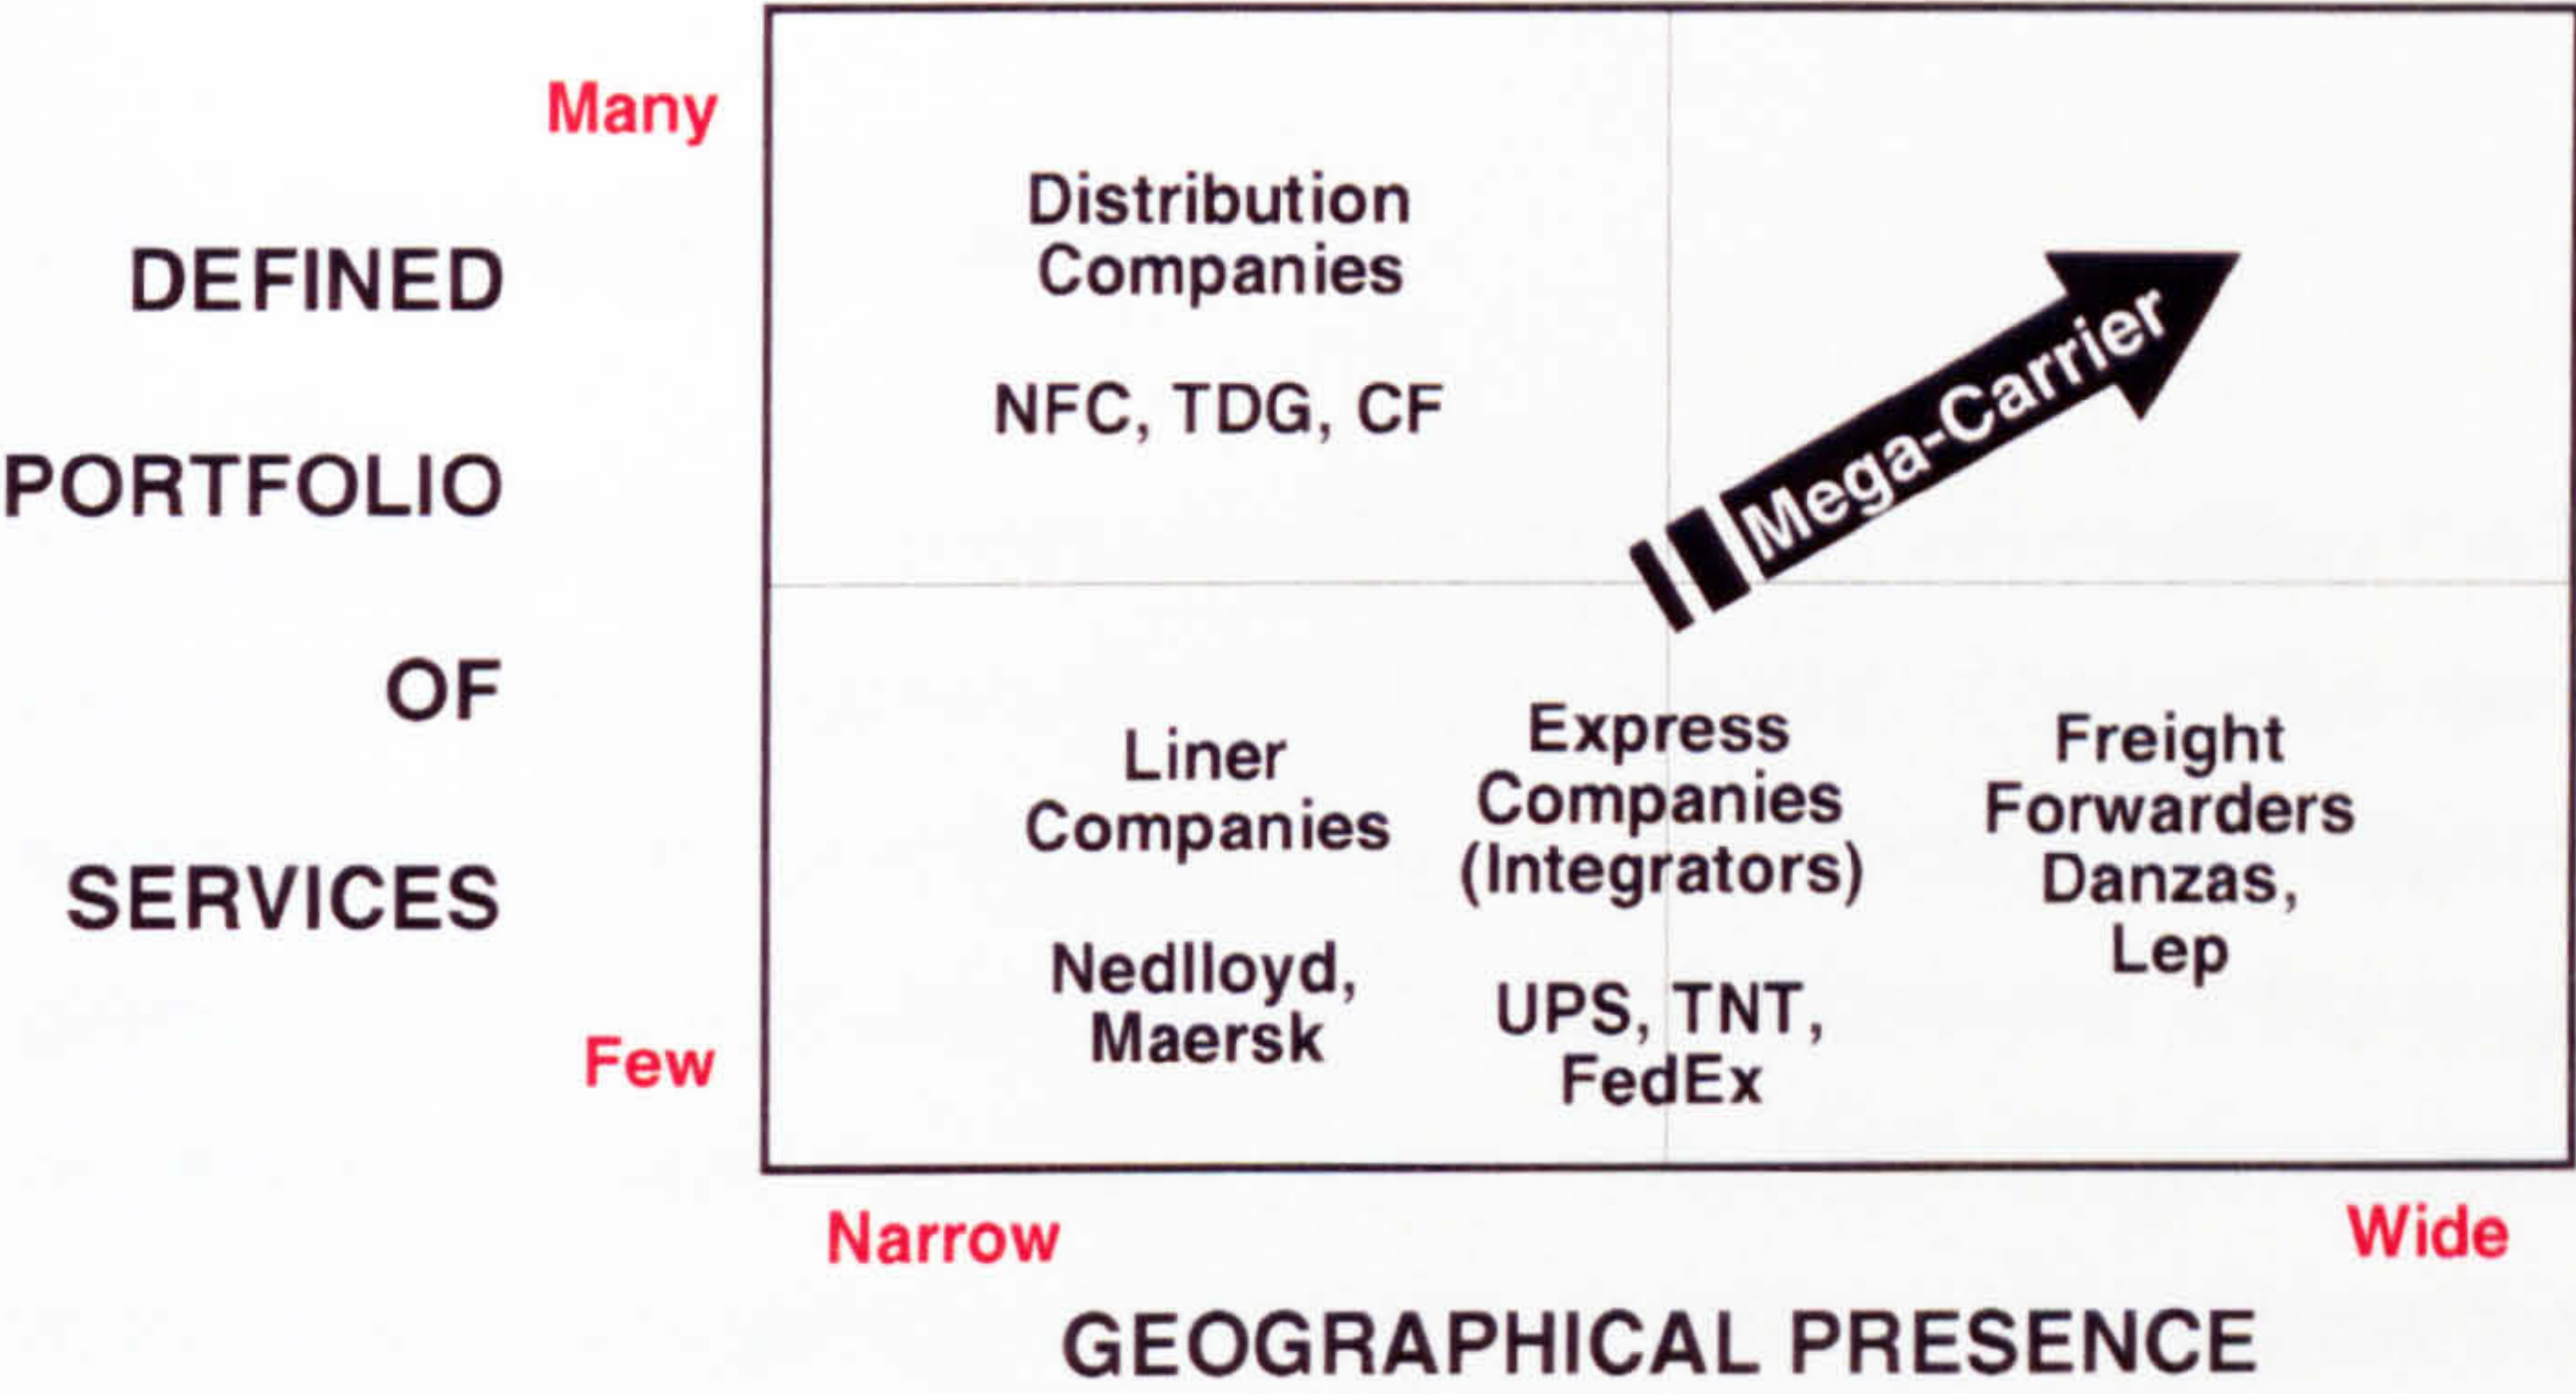 Many
DEFINED
PORTFOLIO
OF
SERVICES
Few
Distribution
Companies
NFC, TDG, CF
Mega-Carrier
Liner
Companies
Nedlloyd,
Maersk
Express
Companies
(Integrators)
UPS, TNT,
FedEx
Freight
Forwarders
Danzas,
Lep
Narrow
Wide
GEOGRAPHICAL PRESENCE